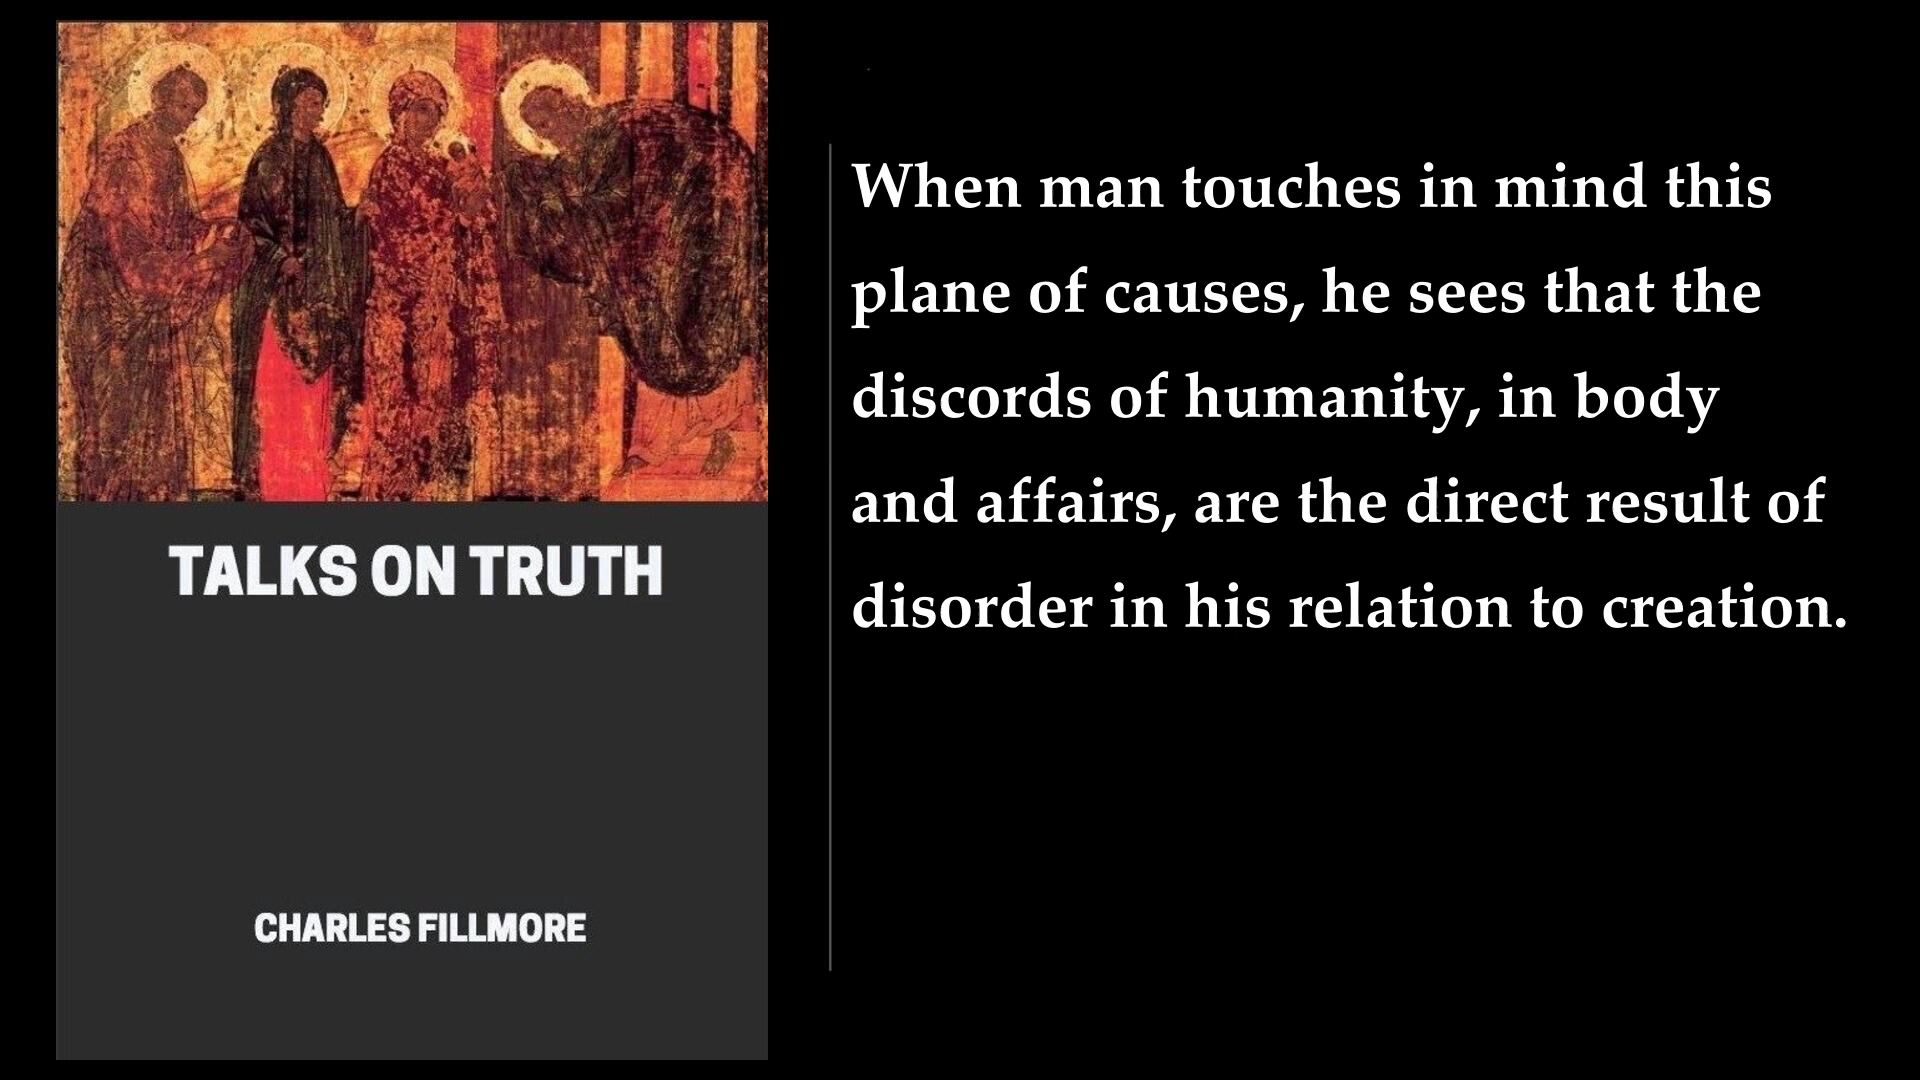 TALKS ON TRUTH
CHARLES FILLMORE
When man touches in mind this
plane of causes, he sees that the
discords of humanity, in body
and affairs, are the direct result of
disorder in his relation to creation.